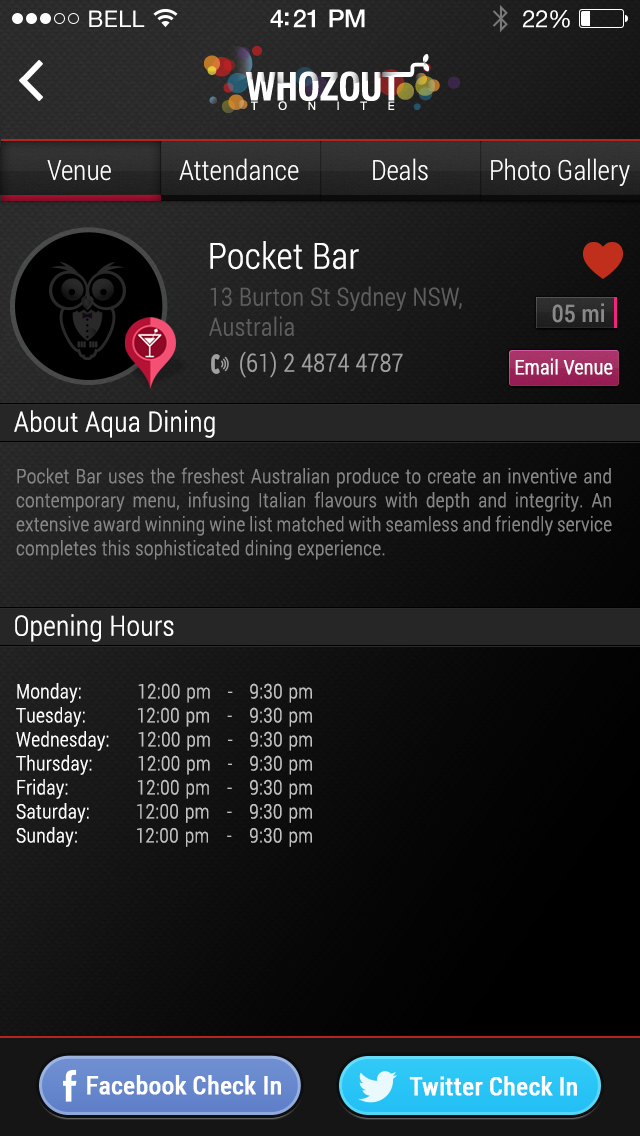 BELL 4:21 PM 22%
WHOZOUT
TONITE
Venue Attendance Deals Photo Gallery
Pocket Bar
13 Burton St Sydney NSW,
Australia
05 mi
(61) 2 4874 4787
Email Venue
About Aqua Dining
Pocket Bar uses the freshest Australian produce to create an inventive and
contemporary menu, infusing Italian flavours with depth and integrity. An
extensive award winning wine list matched with seamless and friendly service
completes this sophisticated dining experience.
Opening Hours
Monday: 12:00 pm - 9:30 pm
Tuesday: 12:00 pm - 9:30 pm
Wednesday: 12:00 pm - 9:30 pm
Thursday: 12:00 pm - 9:30 pm
Friday: 12:00 pm - 9:30 pm
Saturday: 12:00 pm - 9:30 pm
Sunday: 12:00 pm - 9:30 pm
Facebook Check In Twitter Check In